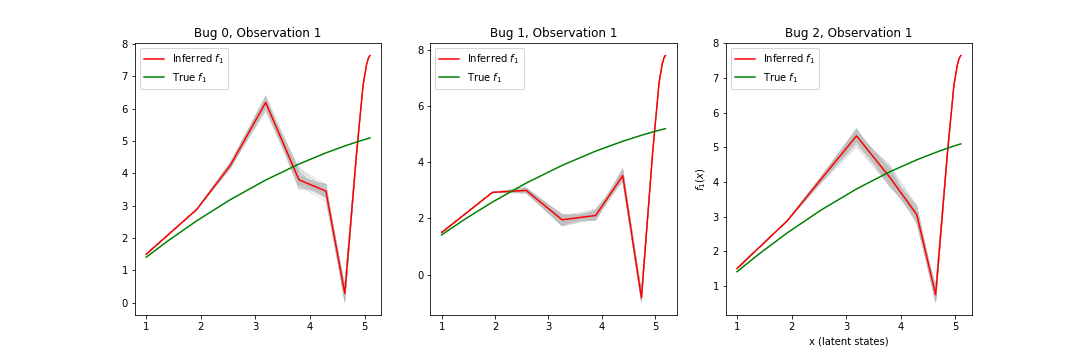 Bug 0, Observation 1
8
7
6
5
4
3
2
1
0
1 2 3 4 5
Inferred f₁
True f₁
Bug 1, Observation 1
8
6
4
2
0
1 2 3 4 5
Inferred f₁
True f₁
Bug 2, Observation 1
f₁(x)
8
7
6
5
4
3
2
1
1 2 3 4 5
x (latent states)
Inferred f₁
True f₁